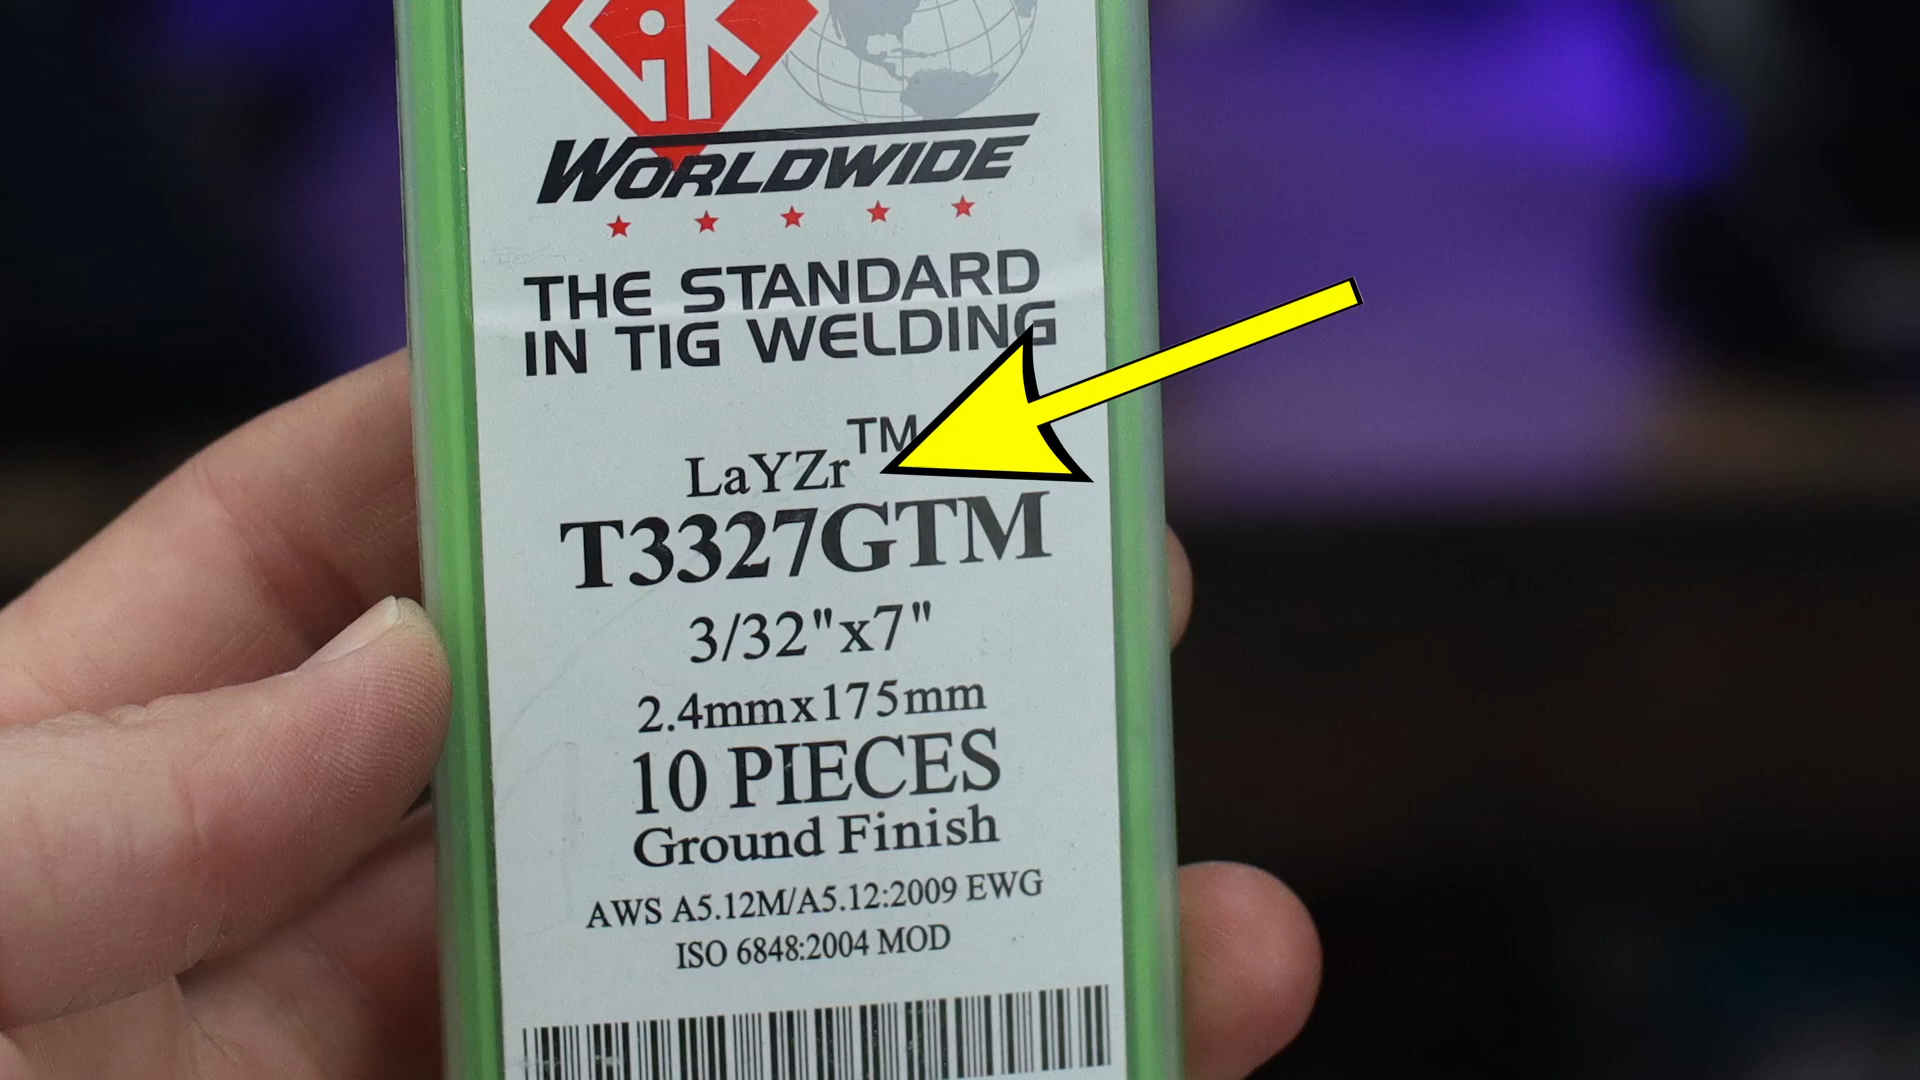 CK
WORLDWIDE
THE STANDARD
IN TIG WELDING
LaYZr™
T3327GTM
3/32"x7"
2.4mmx175mm
10 PIECES
Ground Finish
AWS A5.12M/A5.12:2009 EWG
ISO 6848:2004 MOD